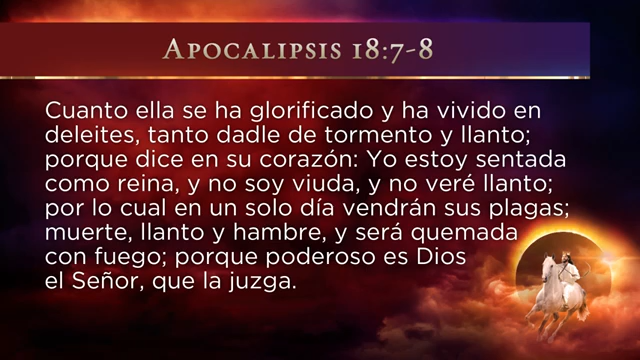 Apocalipsis 18:7-8
Cuanto ella se ha glorificado y ha vivido en
deleites, tanto dadle de tormento y llanto;
porque dice en su corazón: Yo estoy sentada
como reina, y no soy viuda, y no veré llanto;
por lo cual en un solo día vendrán sus plagas;
muerte, llanto y hambre, y será quemada
con fuego; porque poderoso es Dios
el Señor, que la juzga.